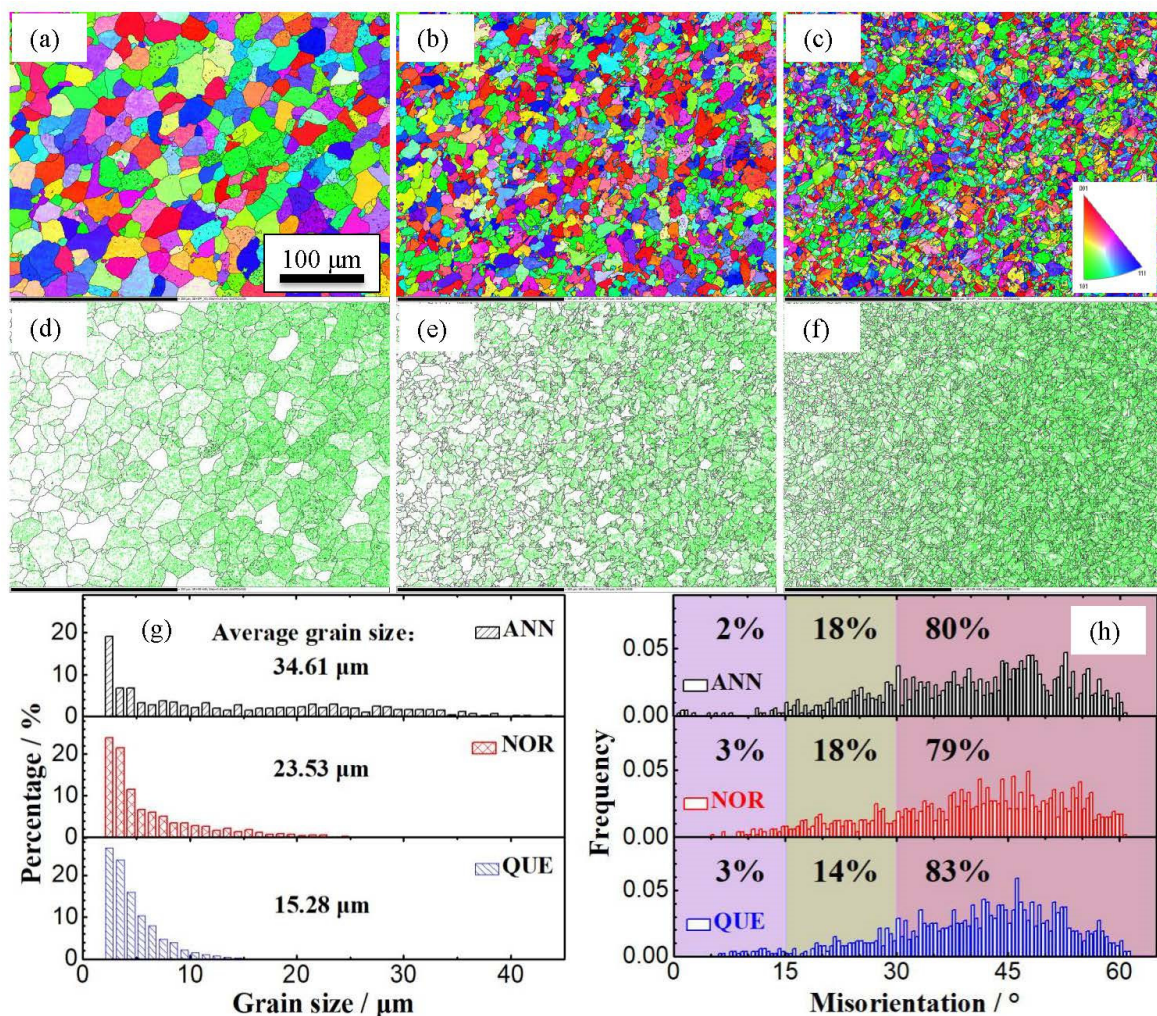 (a)
(b)
(c)
100 μm
001
111
101
(d)
(e)
(f)
(g)
Average grain size:
34.61 μm
ANN
20
10
0
NOR
23.53 μm
20
10
0
QUE
15.28 μm
20
10
0
Percentage / %
0 10 20 30 40
Grain size / μm
(h)
2% 18% 80%
ANN
0.05
0.00
3% 18% 79%
NOR
0.05
0.00
3% 14% 83%
QUE
0.05
0.00
Frequency
0 15 30 45 60
Misorientation / °